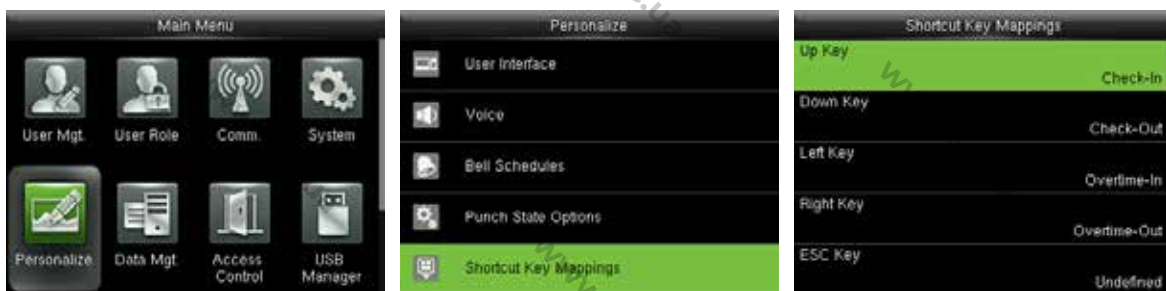 Main Menu
User Mgt.
User Role
Comm.
System
Personalize
Data Mgt.
Access
Control
USB
Manager
Personalize
User Interface
Voice
Bell Schedules
Punch State Options
Shortcut Key Mappings
Shortcut Key Mappings
Up Key
Check-In
Down Key
Check-Out
Left Key
Overtime-In
Right Key
Overtime-Out
ESC Key
Undefined